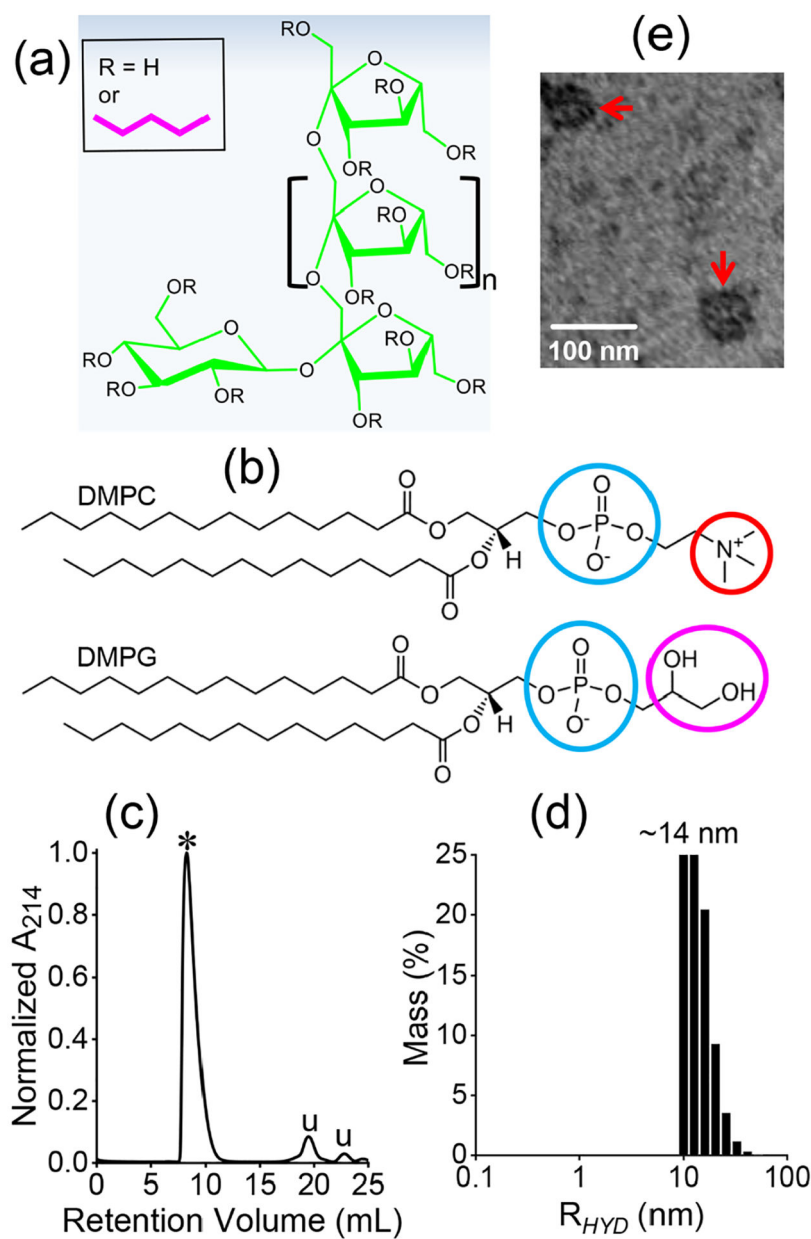 (a)
R = H
or
RO
O
RO
RO
OR
O
OR
O
RO
n
OR
O
OR
RO
O
RO
OR
RO
RO
OR
O
O
RO
OR
OR
(e)
100 nm
(b)
DMPC
O
O
O
O
H
O
P
O
O-
O
N+
DMPG
O
O
O
O
H
O
P
O
O-
O
OH
OH
(c)
*
Normalized A214
1.0
0.8
0.6
0.4
0.2
0.0
u
u
0
5
10
15
20
25
Retention Volume (mL)
(d)
~14 nm
Mass (%)
25
20
15
10
5
0
0.1
1
10
100
RHYD (nm)